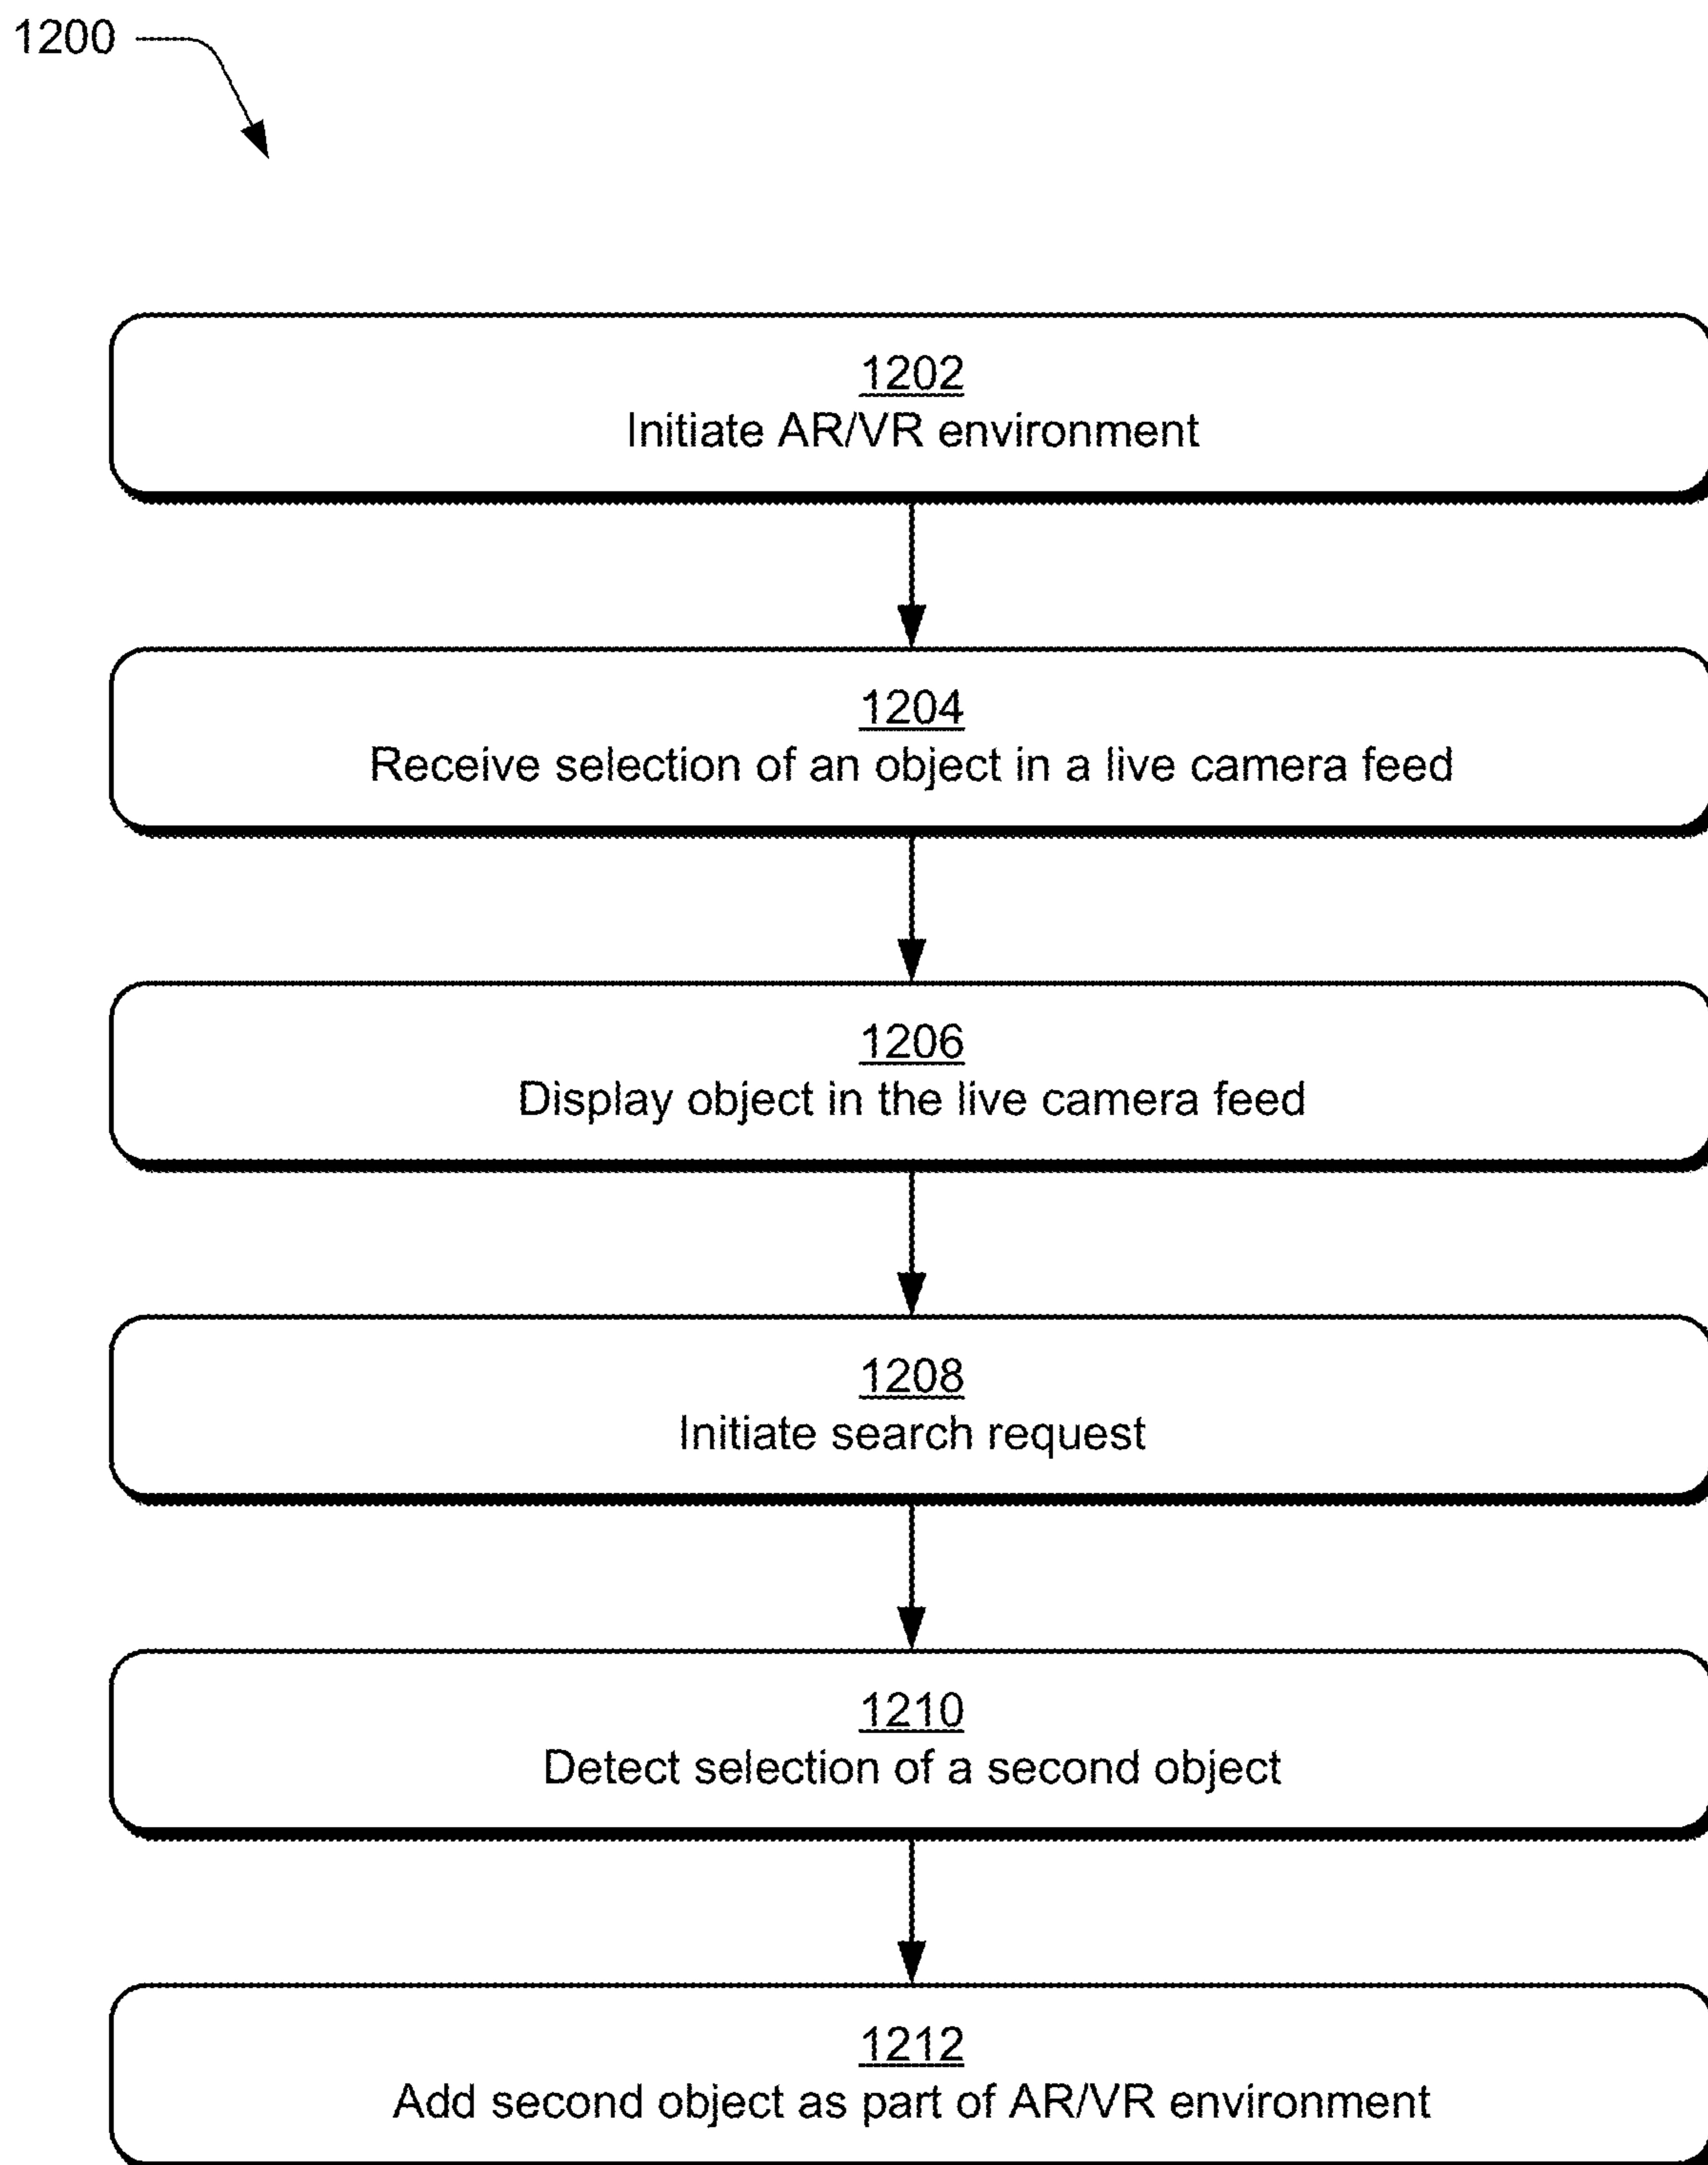 1200
1202
Initiate AR/VR environment
1204
Receive selection of an object in a live camera feed
1206
Display object in the live camera feed
1208
Initiate search request
1210
Detect selection of a second object
1212
Add second object as part of AR/VR environment